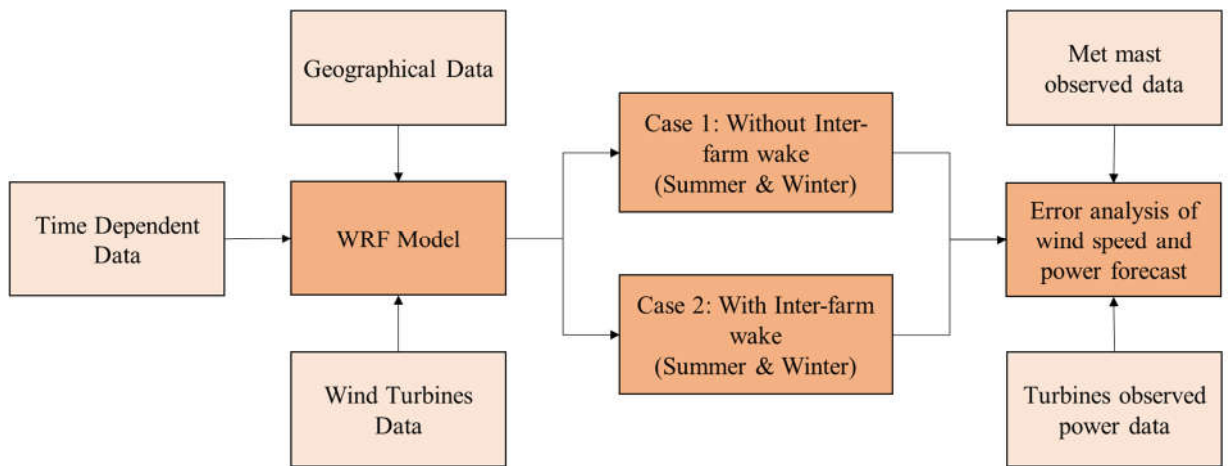 Geographical Data
Time Dependent
Data
WRF Model
Wind Turbines
Data
Case 1: Without Inter-
farm wake
(Summer & Winter)
Case 2: With Inter-farm
wake
(Summer & Winter)
Met mast
observed data
Error analysis of
wind speed and
power forecast
Turbines observed
power data